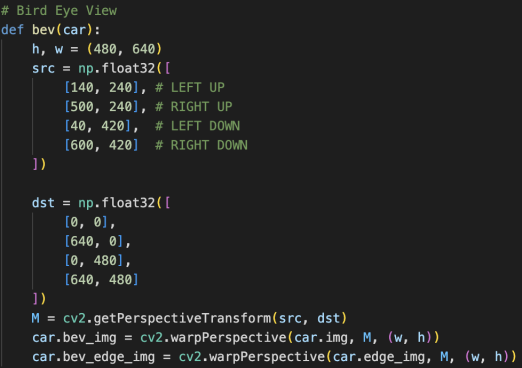 # Bird Eye View
def bev(car):
    h, w = (480, 640)
    src = np.float32([
        [140, 240], # LEFT UP
        [500, 240], # RIGHT UP
        [40, 420],  # LEFT DOWN
        [600, 420]  # RIGHT DOWN
    ])

    dst = np.float32([
        [0, 0],
        [640, 0],
        [0, 480],
        [640, 480]
    ])
    M = cv2.getPerspectiveTransform(src, dst)
    car.bev_img = cv2.warpPerspective(car.img, M, (w, h))
    car.bev_edge_img = cv2.warpPerspective(car.edge_img, M, (w, h))